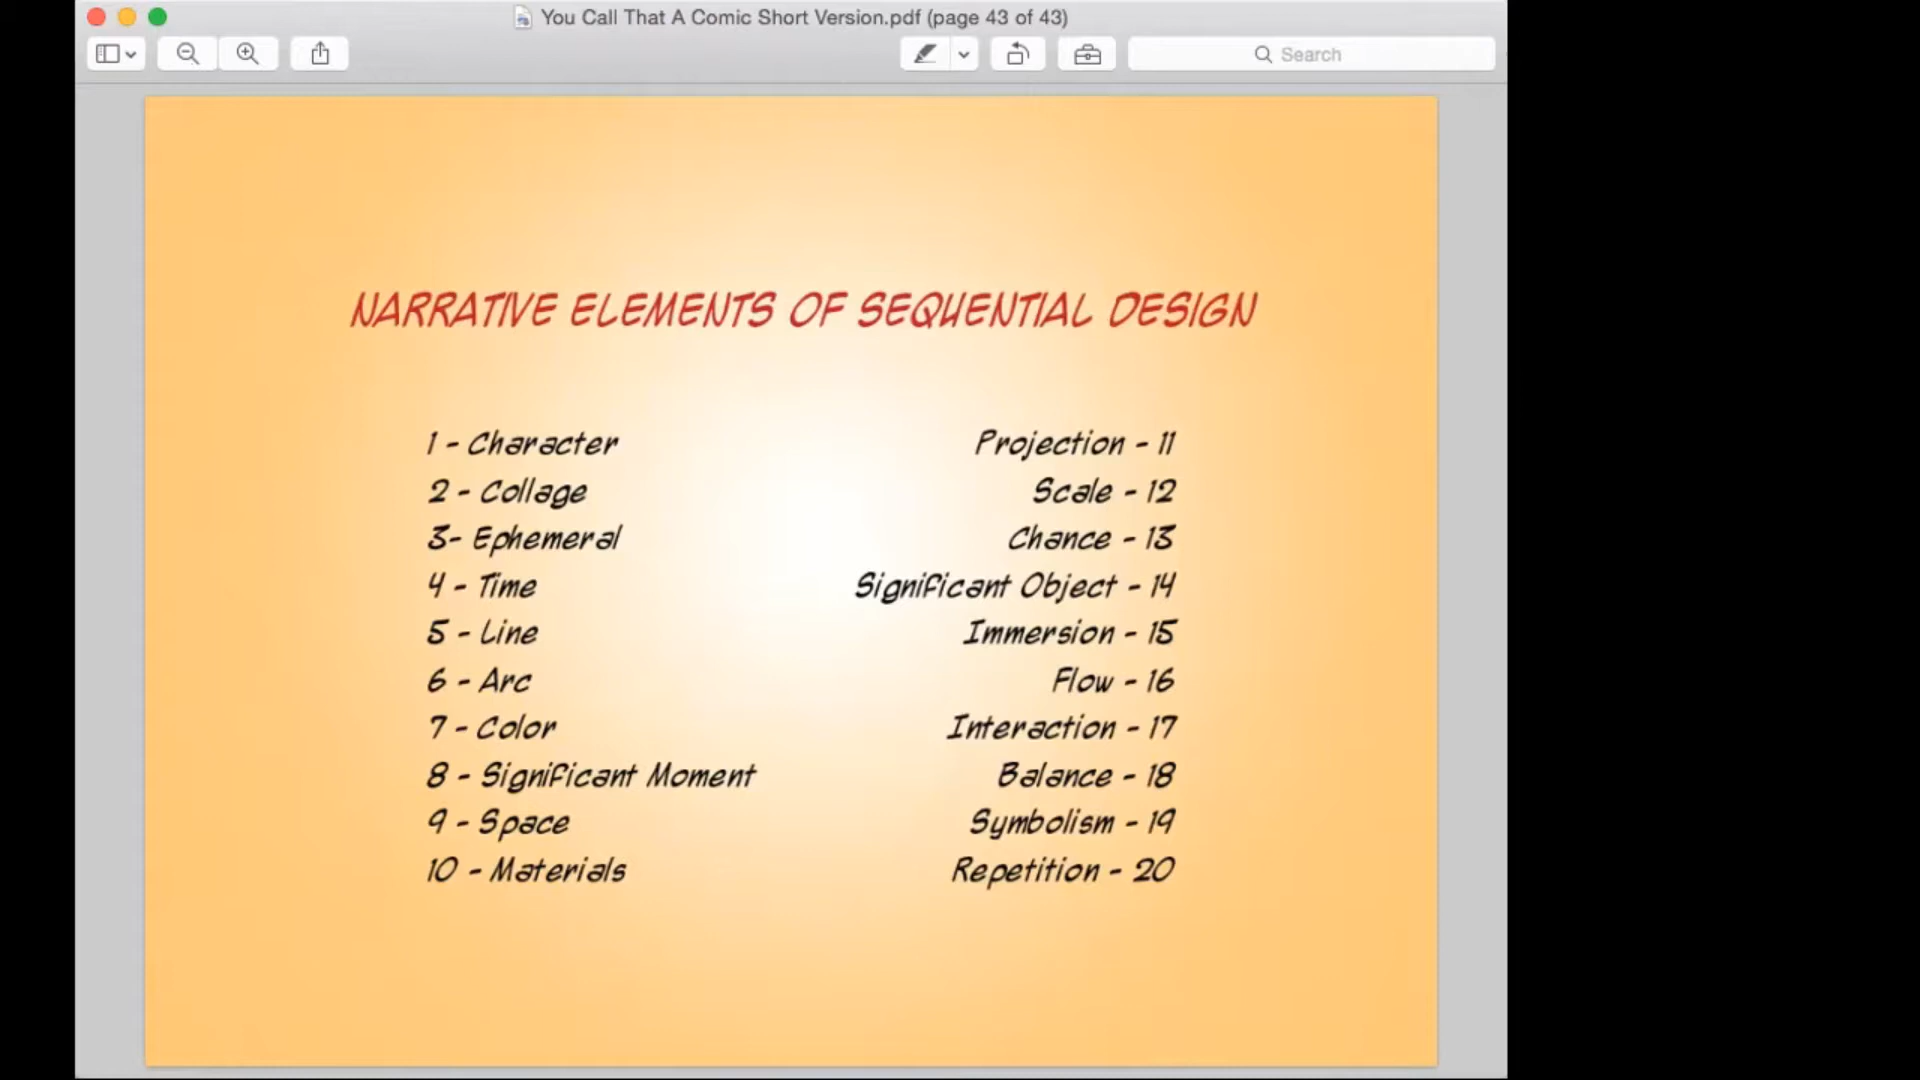 You Call That A Comic Short Version.pdf (page 43 of 43)
Search
NARRATIVE ELEMENTS OF SEQUENTIAL DESIGN
1 - Character
2 - Collage
3- Ephemeral
4 - Time
5 - Line
6 - Arc
7 - Color
8 - Significant Moment
9 - Space
10 - Materials
Projection - 11
Scale - 12
Chance - 13
Significant Object - 14
Immersion - 15
Flow - 16
Interaction - 17
Balance - 18
Symbolism - 19
Repetition - 20